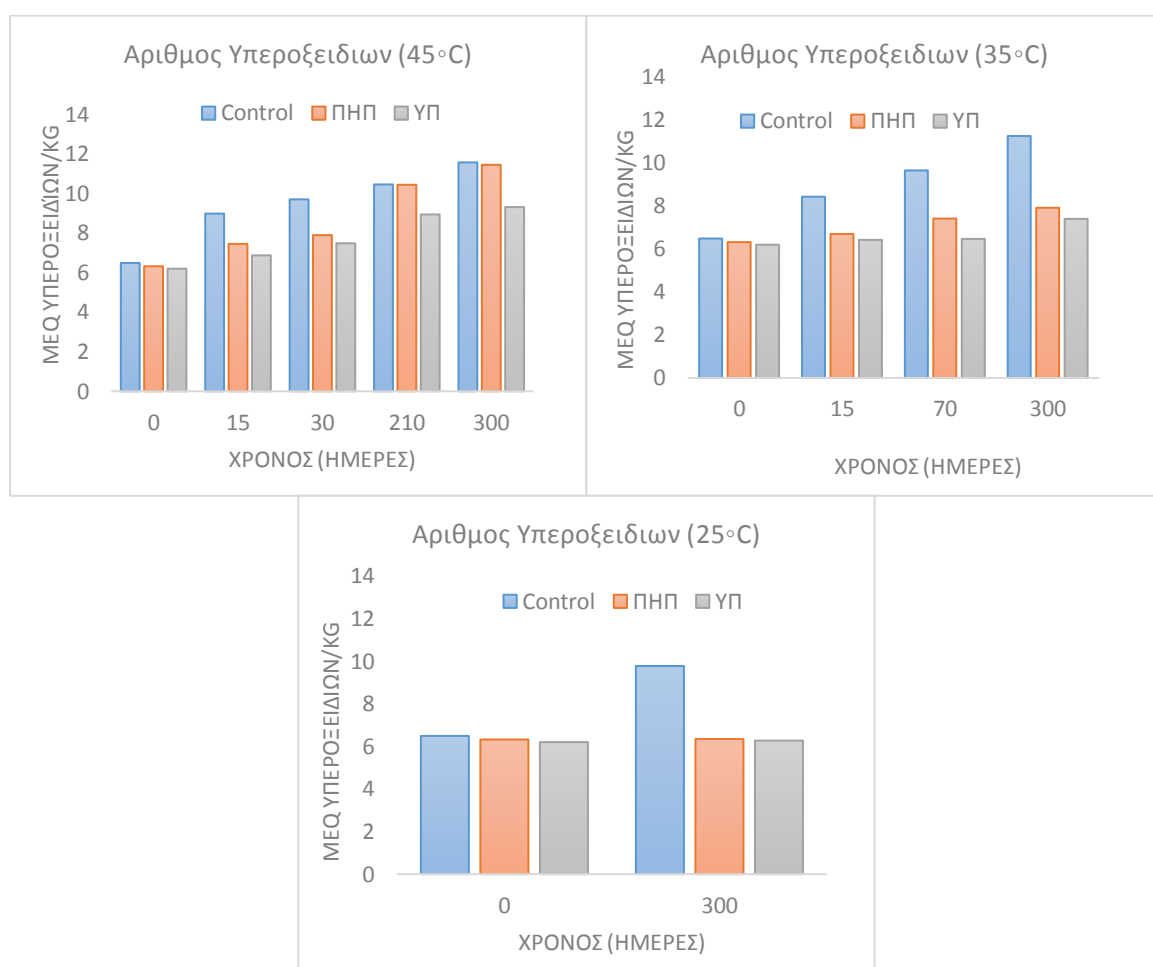 Αριθμος Υπεροξειδιων (45◦C)
Control ΠΗΠ ΥΠ
14
12
10
8
6
4
2
0
MEQ ΥΠΕΡΟΞΕΙΔΊΩΝ/KG
0 15 30 210 300
ΧΡΟΝΟΣ (ΗΜΕΡΕΣ)
Αριθμος Υπεροξειδιων (35◦C)
Control ΠΗΠ ΥΠ
14
12
10
8
6
4
2
0
MEQ ΥΠΕΡΟΞΕΙΔΙΩΝ/KG
0 15 70 300
ΧΡΟΝΟΣ (ΗΜΕΡΕΣ)
Αριθμος Υπεροξειδιων (25◦C)
Control ΠΗΠ ΥΠ
14
12
10
8
6
4
2
0
MEQ ΥΠΕΡΟΞΕΙΔΙΩΝ/KG
0 300
ΧΡΟΝΟΣ (ΗΜΕΡΕΣ)